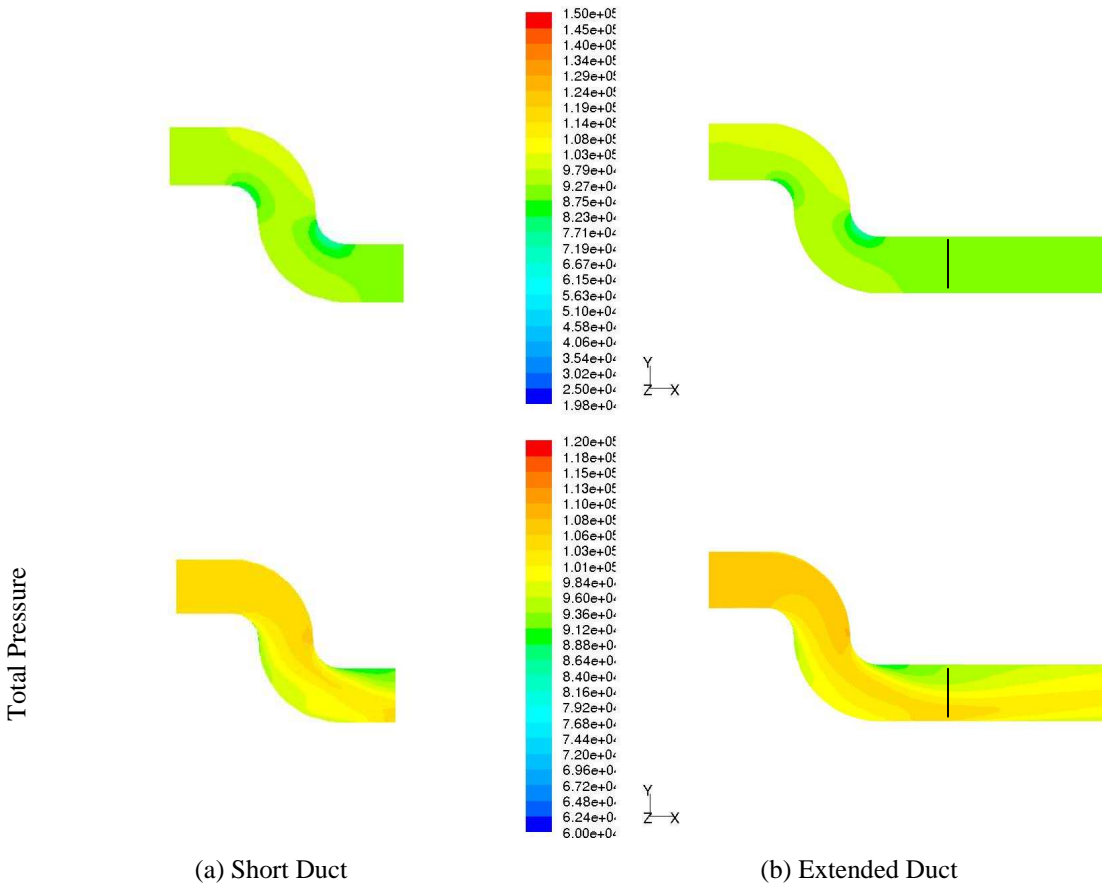 1.50e+05
1.45e+05
1.40e+05
1.34e+05
1.29e+05
1.24e+05
1.19e+05
1.14e+05
1.08e+05
1.03e+05
9.79e+04
9.27e+04
8.75e+04
8.23e+04
7.71e+04
7.19e+04
6.67e+04
6.15e+04
5.63e+04
5.10e+04
4.58e+04
4.06e+04
3.54e+04
3.02e+04
2.50e+04
1.98e+04
Y
Z X
Total Pressure
1.20e+05
1.18e+05
1.15e+05
1.13e+05
1.10e+05
1.08e+05
1.06e+05
1.03e+05
1.01e+05
9.84e+04
9.60e+04
9.36e+04
9.12e+04
8.88e+04
8.64e+04
8.40e+04
8.16e+04
7.92e+04
7.68e+04
7.44e+04
7.20e+04
6.96e+04
6.72e+04
6.48e+04
6.24e+04
6.00e+04
Y
Z X
(a) Short Duct
(b) Extended Duct